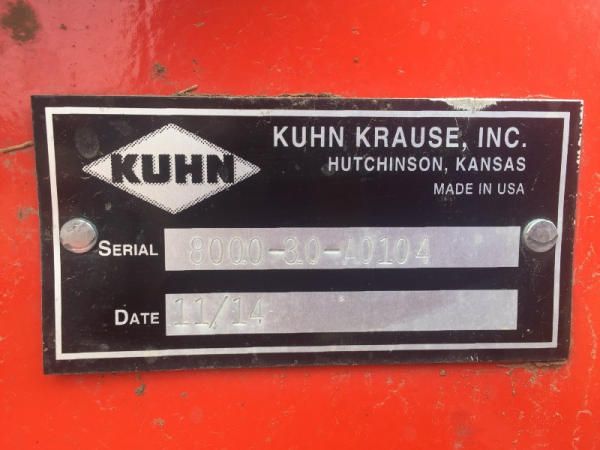 KUHN
KUHN KRAUSE, INC.
HUTCHINSON, KANSAS
MADE IN USA
SERIAL 8000-30-A0104
DATE 11/14